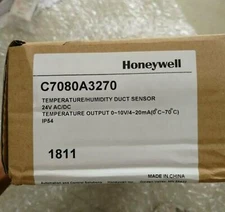 Honeywell
C7080A3270
TEMPERATURE/HUMIDITY DUCT SENSOR
24V AC/DC
TEMPERATURE OUTPUT 0~10V/4~20mA(0°C~70°C)
IP54
1811
MADE IN CHINA